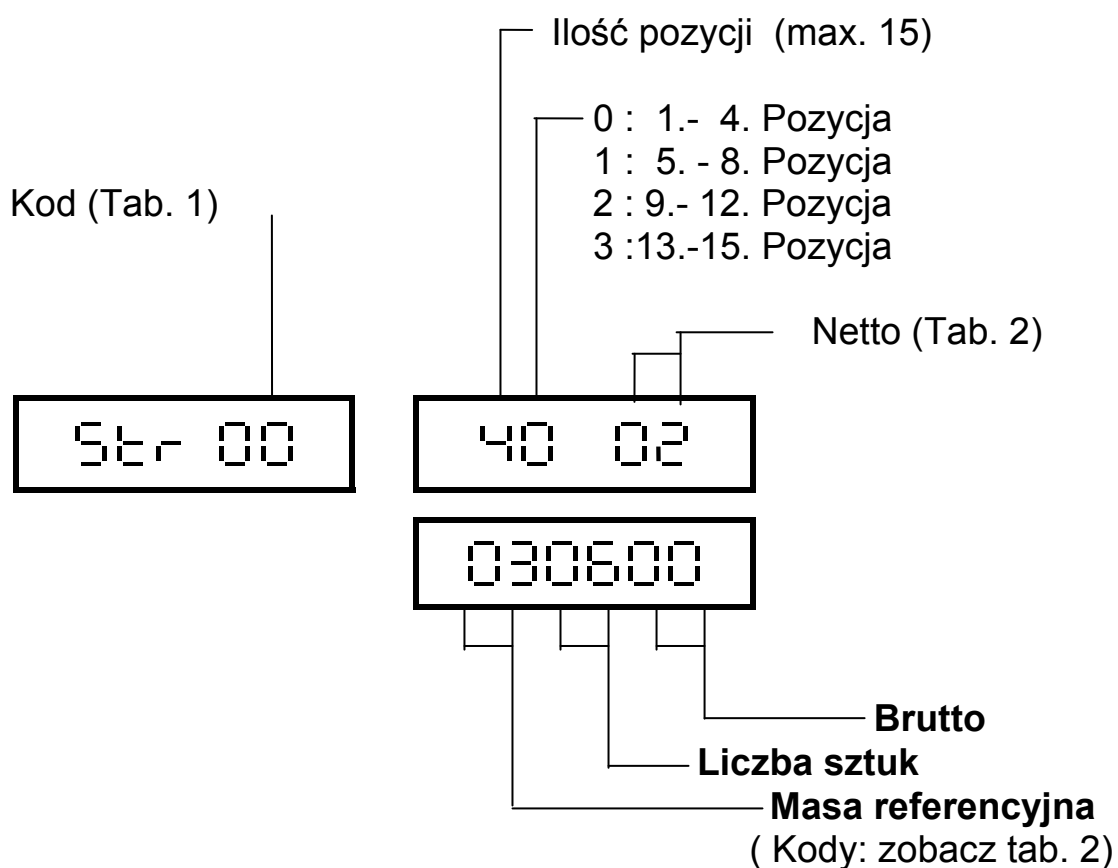 Ilość pozycji (max. 15)
0 : 1.- 4. Pozycja
1 : 5. - 8. Pozycja
2 : 9.- 12. Pozycja
3 :13.-15. Pozycja
Kod (Tab. 1)
Netto (Tab. 2)
Str 00
40 02
030600
Brutto
Liczba sztuk
Masa referencyjna
( Kody: zobacz tab. 2)